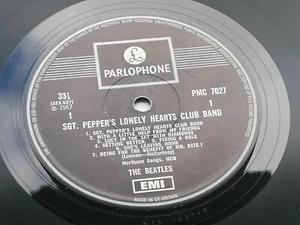 PARLOPHONE
33⅓
(XEX.637)
℗ 1967
1
PMC 7027
1
SGT. PEPPER'S LONELY HEARTS CLUB BAND
1. SGT. PEPPER'S LONELY HEARTS CLUB BAND
2. WITH A LITTLE HELP FROM MY FRIENDS
3. LUCY IN THE SKY WITH DIAMONDS
4. GETTING BETTER. 5. FIXING A HOLE
6. SHE'S LEAVING HOME
7. BEING FOR THE BENEFIT OF MR. KITE !
(Lennon—McCartney)
Northern Songs, NCB
THE BEATLES
EMI
MADE IN GT BRITAIN